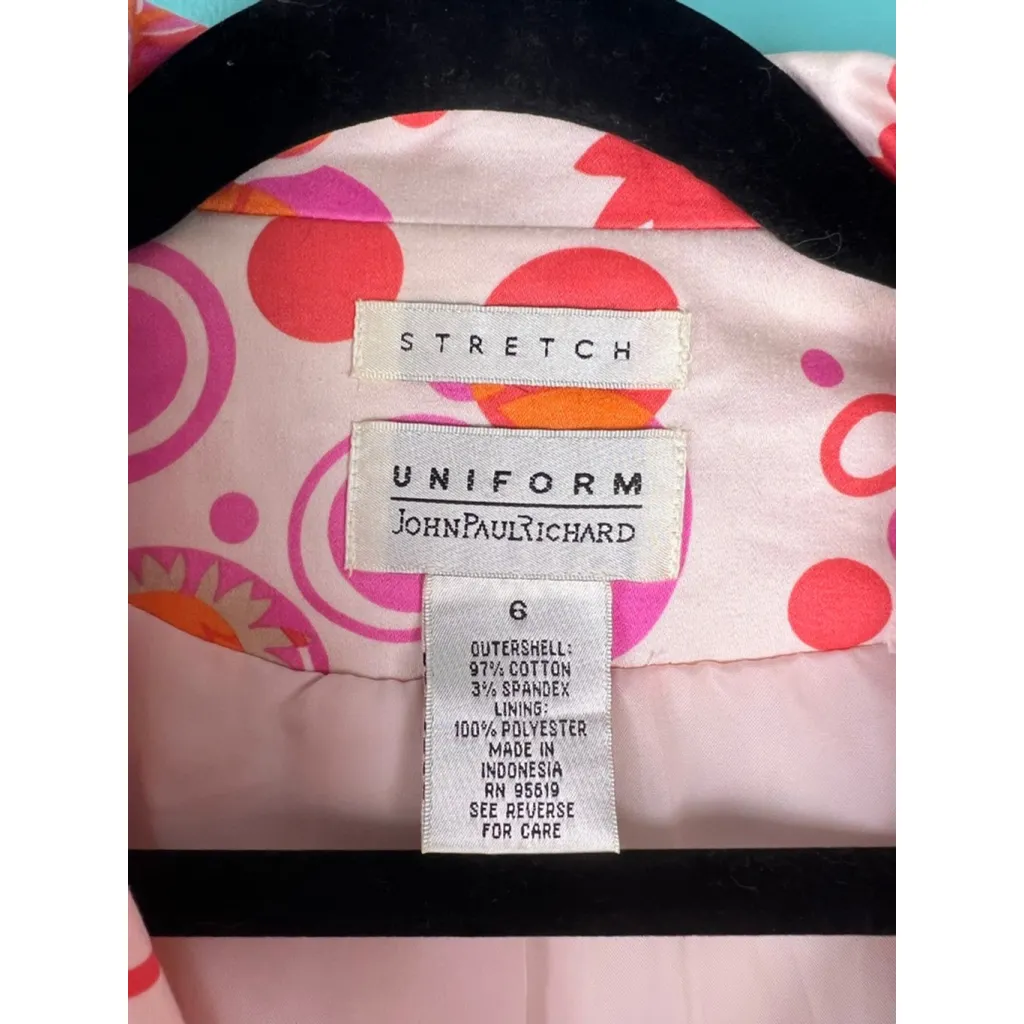 STRETCH
UNIFORM
JOHNPAULRICHARD
6
OUTERSHELL:
97% COTTON
3% SPANDEX
LINING:
100% POLYESTER
MADE IN
INDONESIA
RN 95619
SEE REVERSE
FOR CARE